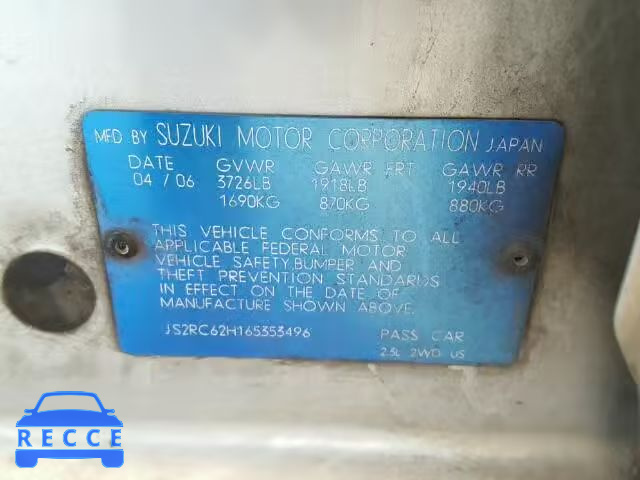 MFD BY SUZUKI MOTOR CORPORATION JAPAN
DATE GVWR GAWR FRT GAWR RR
04 / 06 3726LB 1918LB 1940LB
1690KG 870KG 880KG
THIS VEHICLE CONFORMS TO ALL
APPLICABLE FEDERAL MOTOR
VEHICLE SAFETY,BUMPER AND
THEFT PREVENTION STANDARDS
IN EFFECT ON THE DATE OF
MANUFACTURE SHOWN ABOVE.
JS2RC62H165353496 PASS CAR
2.3L 2WD US
RECCE